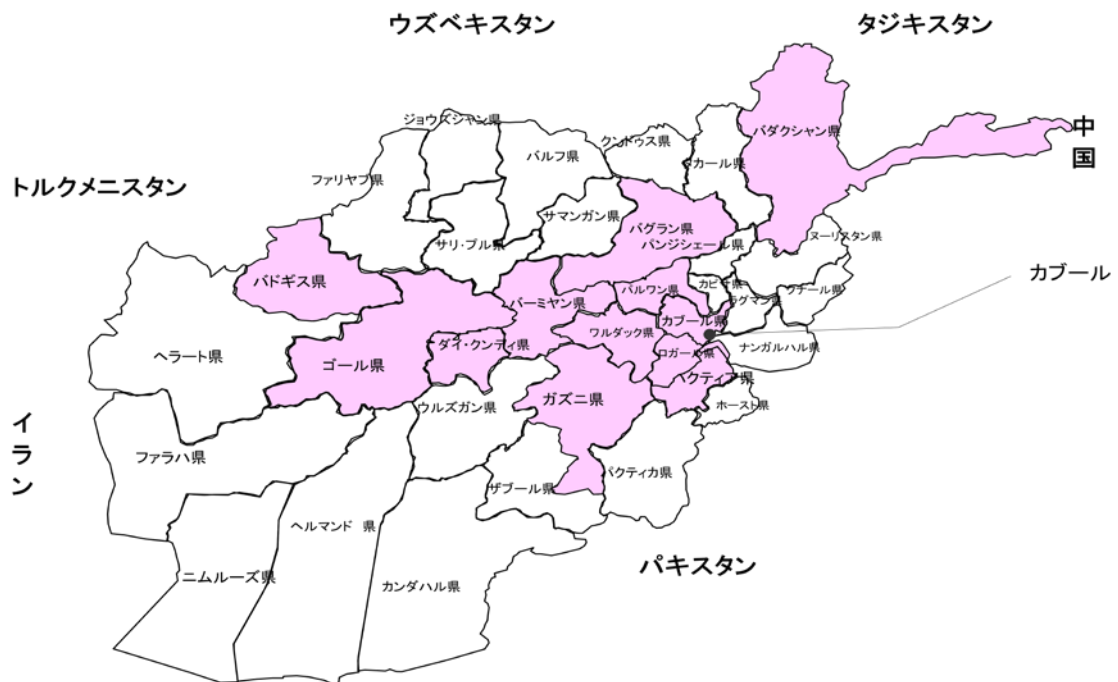 ウズベキスタン
タジキスタン
ジョウズシャン県
中国
バダクシャン県
クンドゥス県
バルフ県
カール県
ファリヤブ県
トルクメニスタン
サマンガン県
バグラン県
ヌーリスタン県
サリ・プル県
パンジシェール県
カブール
バドギス県
カピサ県
パルワン県
クナール県
バーミヤン県
ラグマン県
カブール県
ワルダック県
ダイ・クンディ県
ナンガルハル県
ヘラート県
ロガール県
ゴール県
パクティア県
ガズニ県
ホースト県
ウルズガン県
イラン
ファラハ県
パクティカ県
ザブール県
ヘルマンド 県
パキスタン
ニムルーズ県
カンダハル県